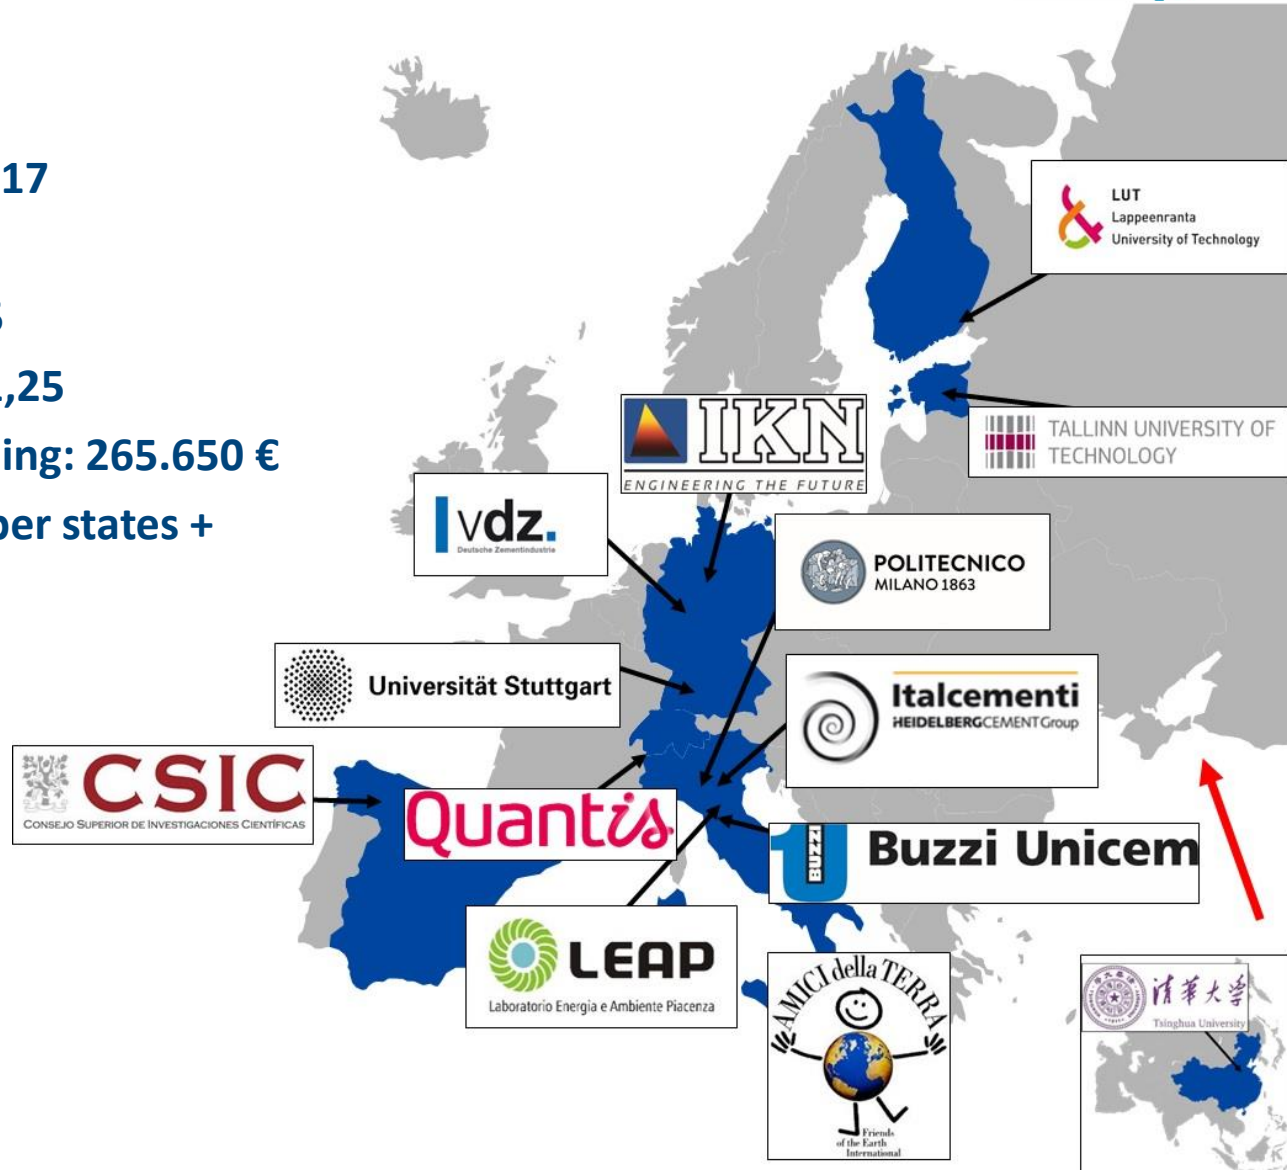 17
,25
ing: 265.650 €
per states +
LUT
Lappeenranta
University of Technology
IKN
ENGINEERING THE FUTURE
TALLINN UNIVERSITY OF
TECHNOLOGY
vdz.
Deutsche Zementindustrie
POLITECNICO
MILANO 1863
Universität Stuttgart
Italcementi
HEIDELBERGCEMENT Group
CSIC
CONSEJO SUPERIOR DE INVESTIGACIONES CIENTÍFICAS
Quantis
BUZZI
Buzzi Unicem
LEAP
Laboratorio Energia e Ambiente Piacenza
AMICI della TERRA
Friends
of the Earth
International
清华大学
Tsinghua University